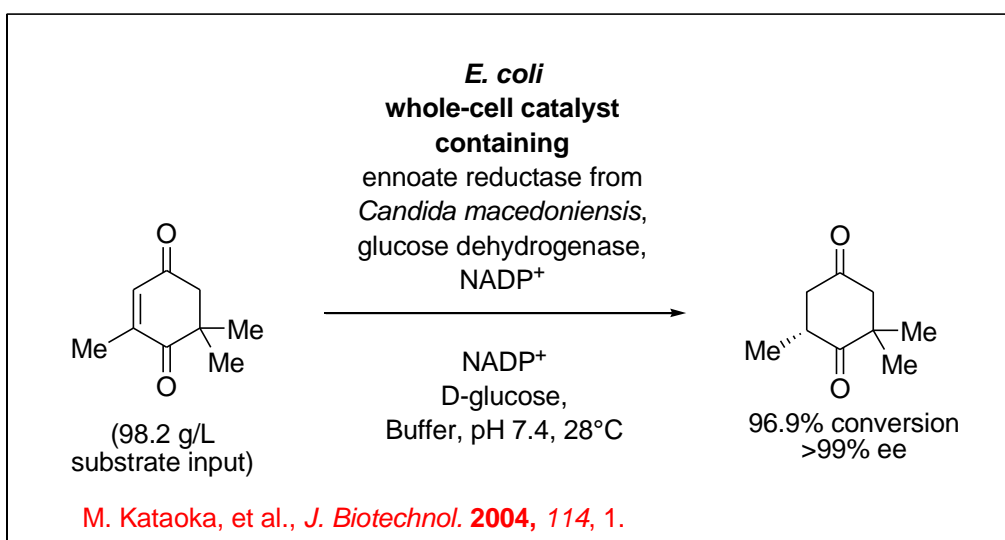 E. coli
whole-cell catalyst
containing
ennoate reductase from
Candida macedoniensis,
glucose dehydrogenase,
NADP+
NADP+
D-glucose,
Buffer, pH 7.4, 28°C
O
Me
O
Me
Me
(98.2 g/L
substrate input)
O
Me
O
Me
Me
96.9% conversion
>99% ee
M. Kataoka, et al., J. Biotechnol. 2004, 114, 1.